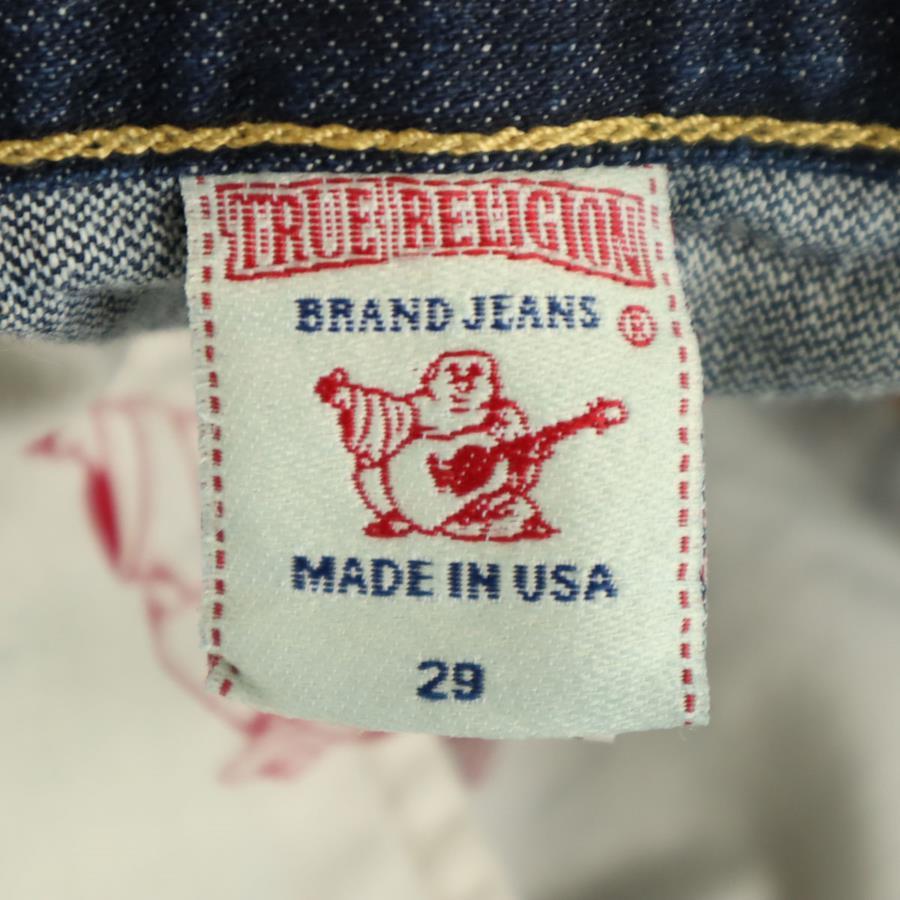 TRUE RELIGION
BRAND JEANS ®
MADE IN USA
29